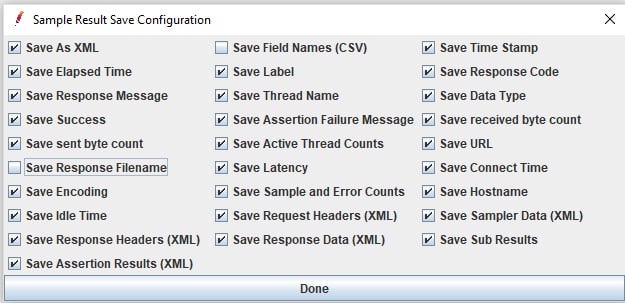 Sample Result Save Configuration
Save As XML Save Field Names (CSV) Save Time Stamp
Save Elapsed Time Save Label Save Response Code
Save Response Message Save Thread Name Save Data Type
Save Success Save Assertion Failure Message Save received byte count
Save sent byte count Save Active Thread Counts Save URL
Save Response Filename Save Latency Save Connect Time
Save Encoding Save Sample and Error Counts Save Hostname
Save Idle Time Save Request Headers (XML) Save Sampler Data (XML)
Save Response Headers (XML) Save Response Data (XML) Save Sub Results
Save Assertion Results (XML)
Done